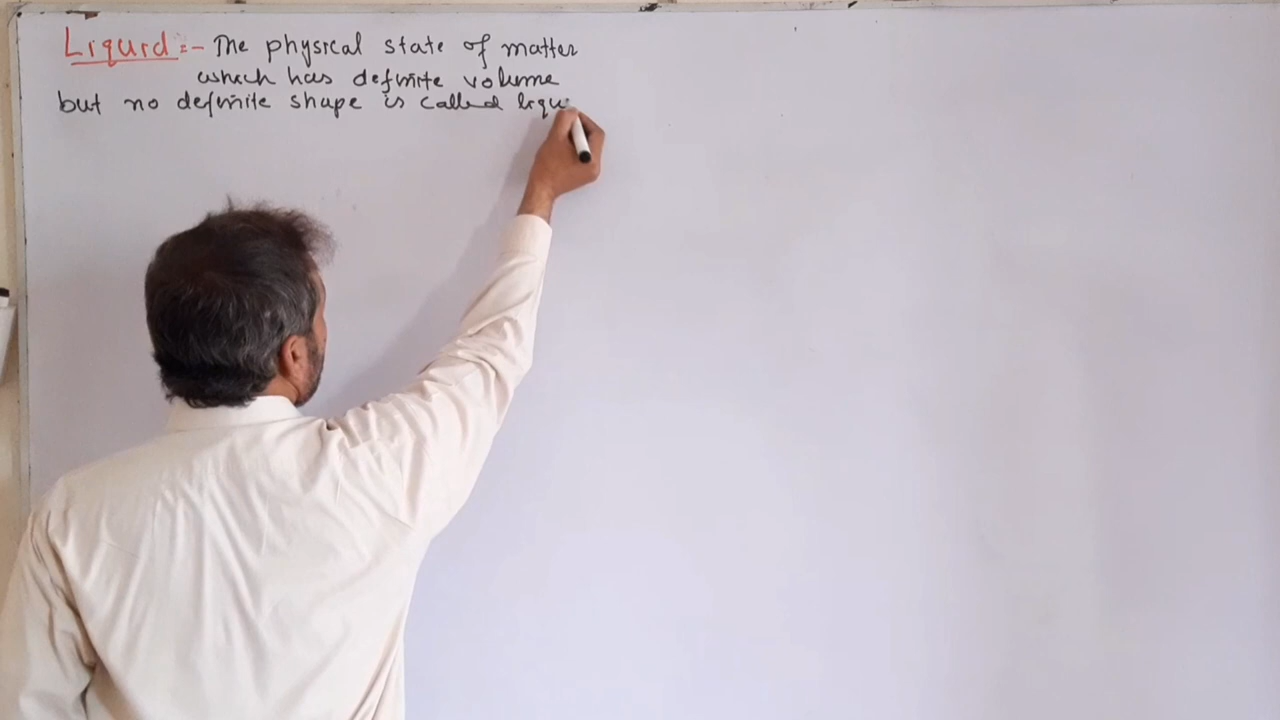 Liquid :- The physical state of matter
which has definite volume
but no definite shape is called liqu